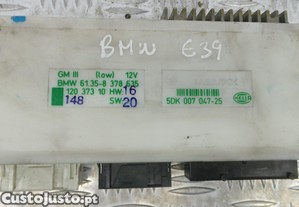 BMW E39
GM III (low) 12V
BMW 61.35-8 378 635
120 373 10 HW 16
148 SW 20
5DK 007 047-25
HELLA
CustoJusto.pt